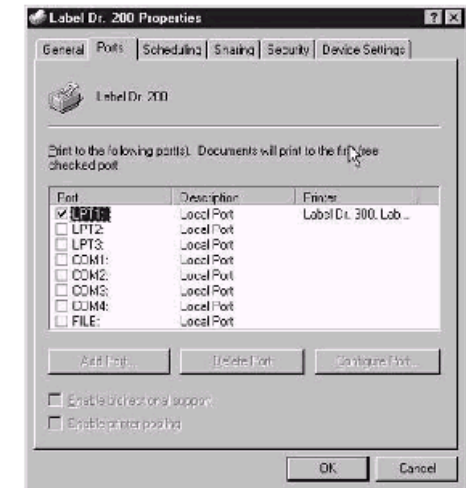 Label Dr. 200 Properties
General Ports Scheduling Sharing Security Device Settings
Label Dr. 200
Print to the following port(s). Documents will print to the first free
checked port
Port Description Printer
LPT1: Local Port Label Dr. 300, Lab...
LPT2: Local Port
LPT3: Local Port
COM1: Local Port
COM2: Local Port
COM3: Local Port
COM4: Local Port
FILE: Local Port
Add Port... Delete Port Configure Port...
Enable bidirectional support
Enable printer pooling
OK Cancel